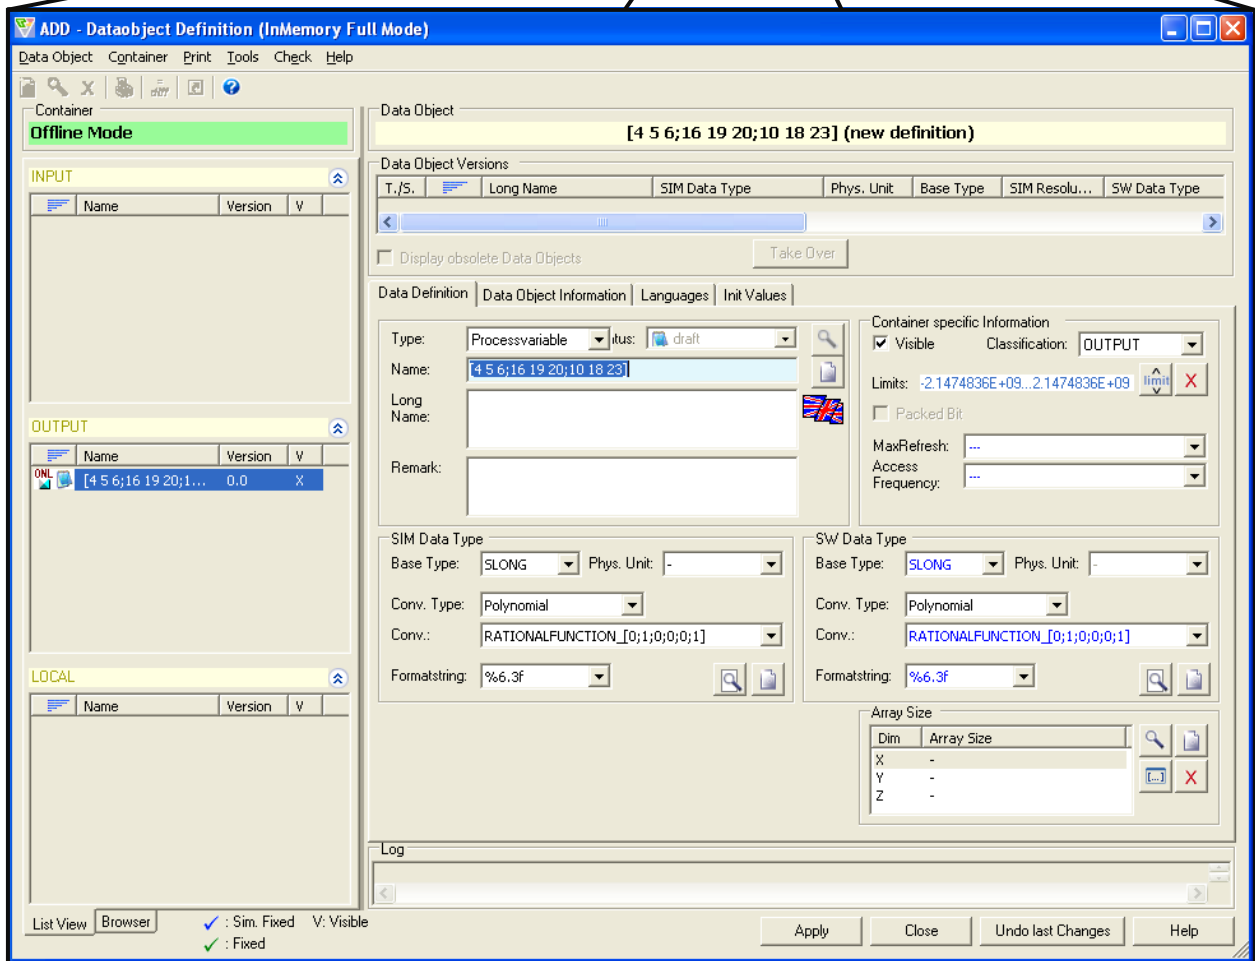 ADD - Dataobject Definition (InMemory Full Mode)
Data Object Container Print Tools Check Help
Container
Offline Mode
INPUT
Name Version V
OUTPUT
Name Version V
ONL [4 5 6;16 19 20;1... 0.0 X
LOCAL
Name Version V
List View Browser
: Sim. Fixed V: Visible
: Fixed
Data Object
[4 5 6;16 19 20;10 18 23] (new definition)
Data Object Versions
T./S. Long Name SIM Data Type Phys. Unit Base Type SIM Resolu... SW Data Type
Display obsolete Data Objects Take Over
Data Definition Data Object Information Languages Init Values
Type: Processvariable itus: draft
Name: [4 5 6;16 19 20;10 18 23]
Long
Name:
Remark:
Container specific Information
Visible Classification: OUTPUT
Limits: -2.1474836E+09...2.1474836E+09 limit X
Packed Bit
MaxRefresh: ---
Access
Frequency: ---
SIM Data Type
Base Type: SLONG Phys. Unit: -
Conv. Type: Polynomial
Conv.: RATIONALFUNCTION_[0;1;0;0;0;1]
Formatstring: %6.3f
SW Data Type
Base Type: SLONG Phys. Unit: -
Conv. Type: Polynomial
Conv.: RATIONALFUNCTION_[0;1;0;0;0;1]
Formatstring: %6.3f
Array Size
Dim Array Size
X -
Y -
Z -
[...] X
Log
Apply Close Undo last Changes Help